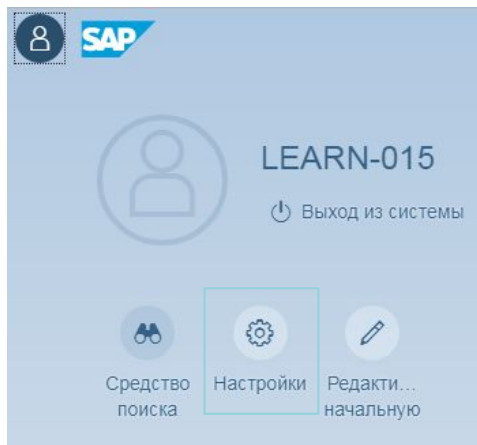 SAP
LEARN-015
Выход из системы
Средство
поиска
Настройки
Редакти...
начальную